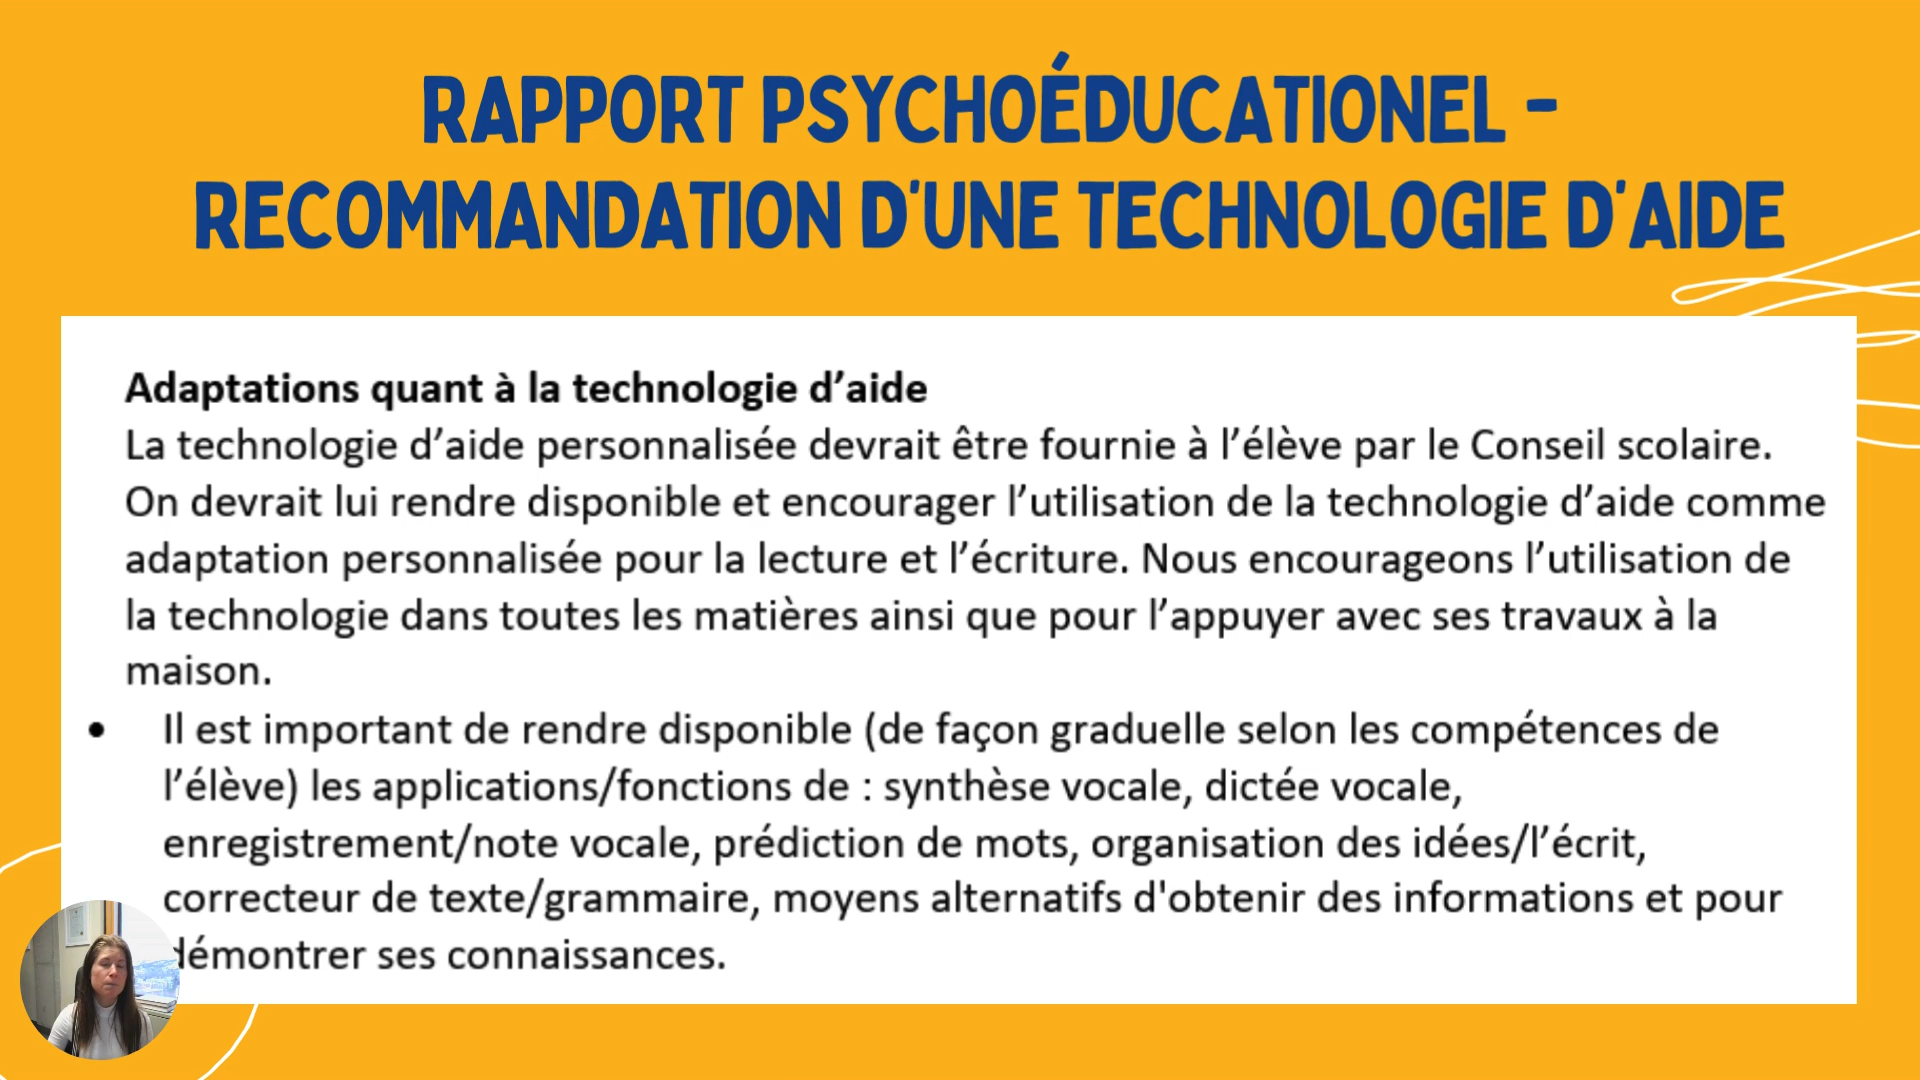 RAPPORT PSYCHOÉDUCATIONEL -
RECOMMANDATION D'UNE TECHNOLOGIE D'AIDE
Adaptations quant à la technologie d’aide
La technologie d’aide personnalisée devrait être fournie à l’élève par le Conseil scolaire.
On devrait lui rendre disponible et encourager l’utilisation de la technologie d’aide comme
adaptation personnalisée pour la lecture et l’écriture. Nous encourageons l’utilisation de
la technologie dans toutes les matières ainsi que pour l’appuyer avec ses travaux à la
maison.
• Il est important de rendre disponible (de façon graduelle selon les compétences de
l’élève) les applications/fonctions de : synthèse vocale, dictée vocale,
enregistrement/note vocale, prédiction de mots, organisation des idées/l’écrit,
correcteur de texte/grammaire, moyens alternatifs d'obtenir des informations et pour
démontrer ses connaissances.